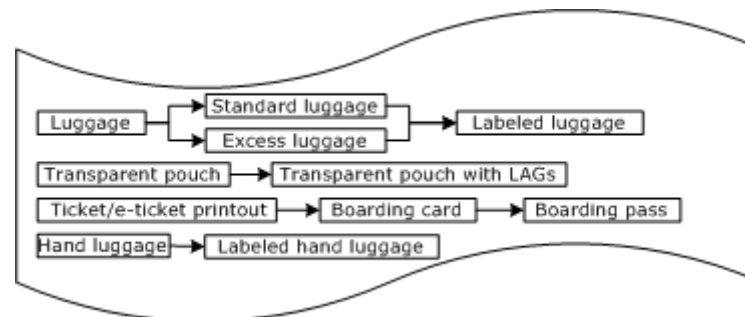 Standard luggage
Luggage
Labeled luggage
Excess luggage
Transparent pouch Transparent pouch with LAGs
Ticket/e-ticket printout Boarding card Boarding pass
Hand luggage Labeled hand luggage